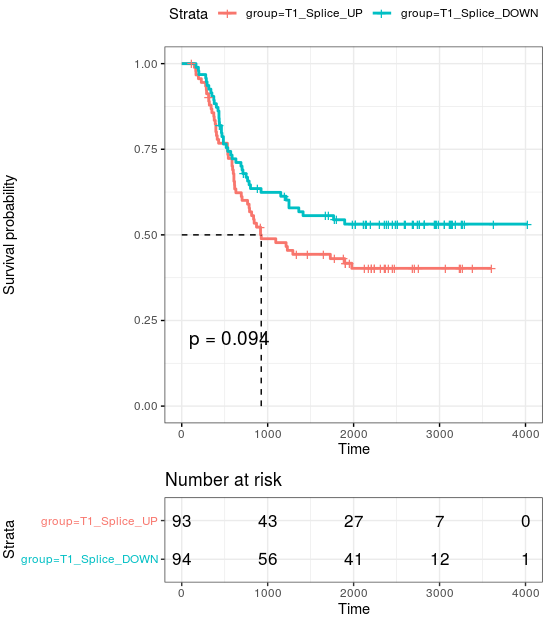 Strata group=T1_Splice_UP group=T1_Splice_DOWN
Survival probability
1.00
0.75
0.50
0.25
0.00
p = 0.094
0 1000 2000 3000 4000
Time
Number at risk
Strata
group=T1_Splice_UP 93 43 27 7 0
group=T1_Splice_DOWN 94 56 41 12 1
0 1000 2000 3000 4000
Time